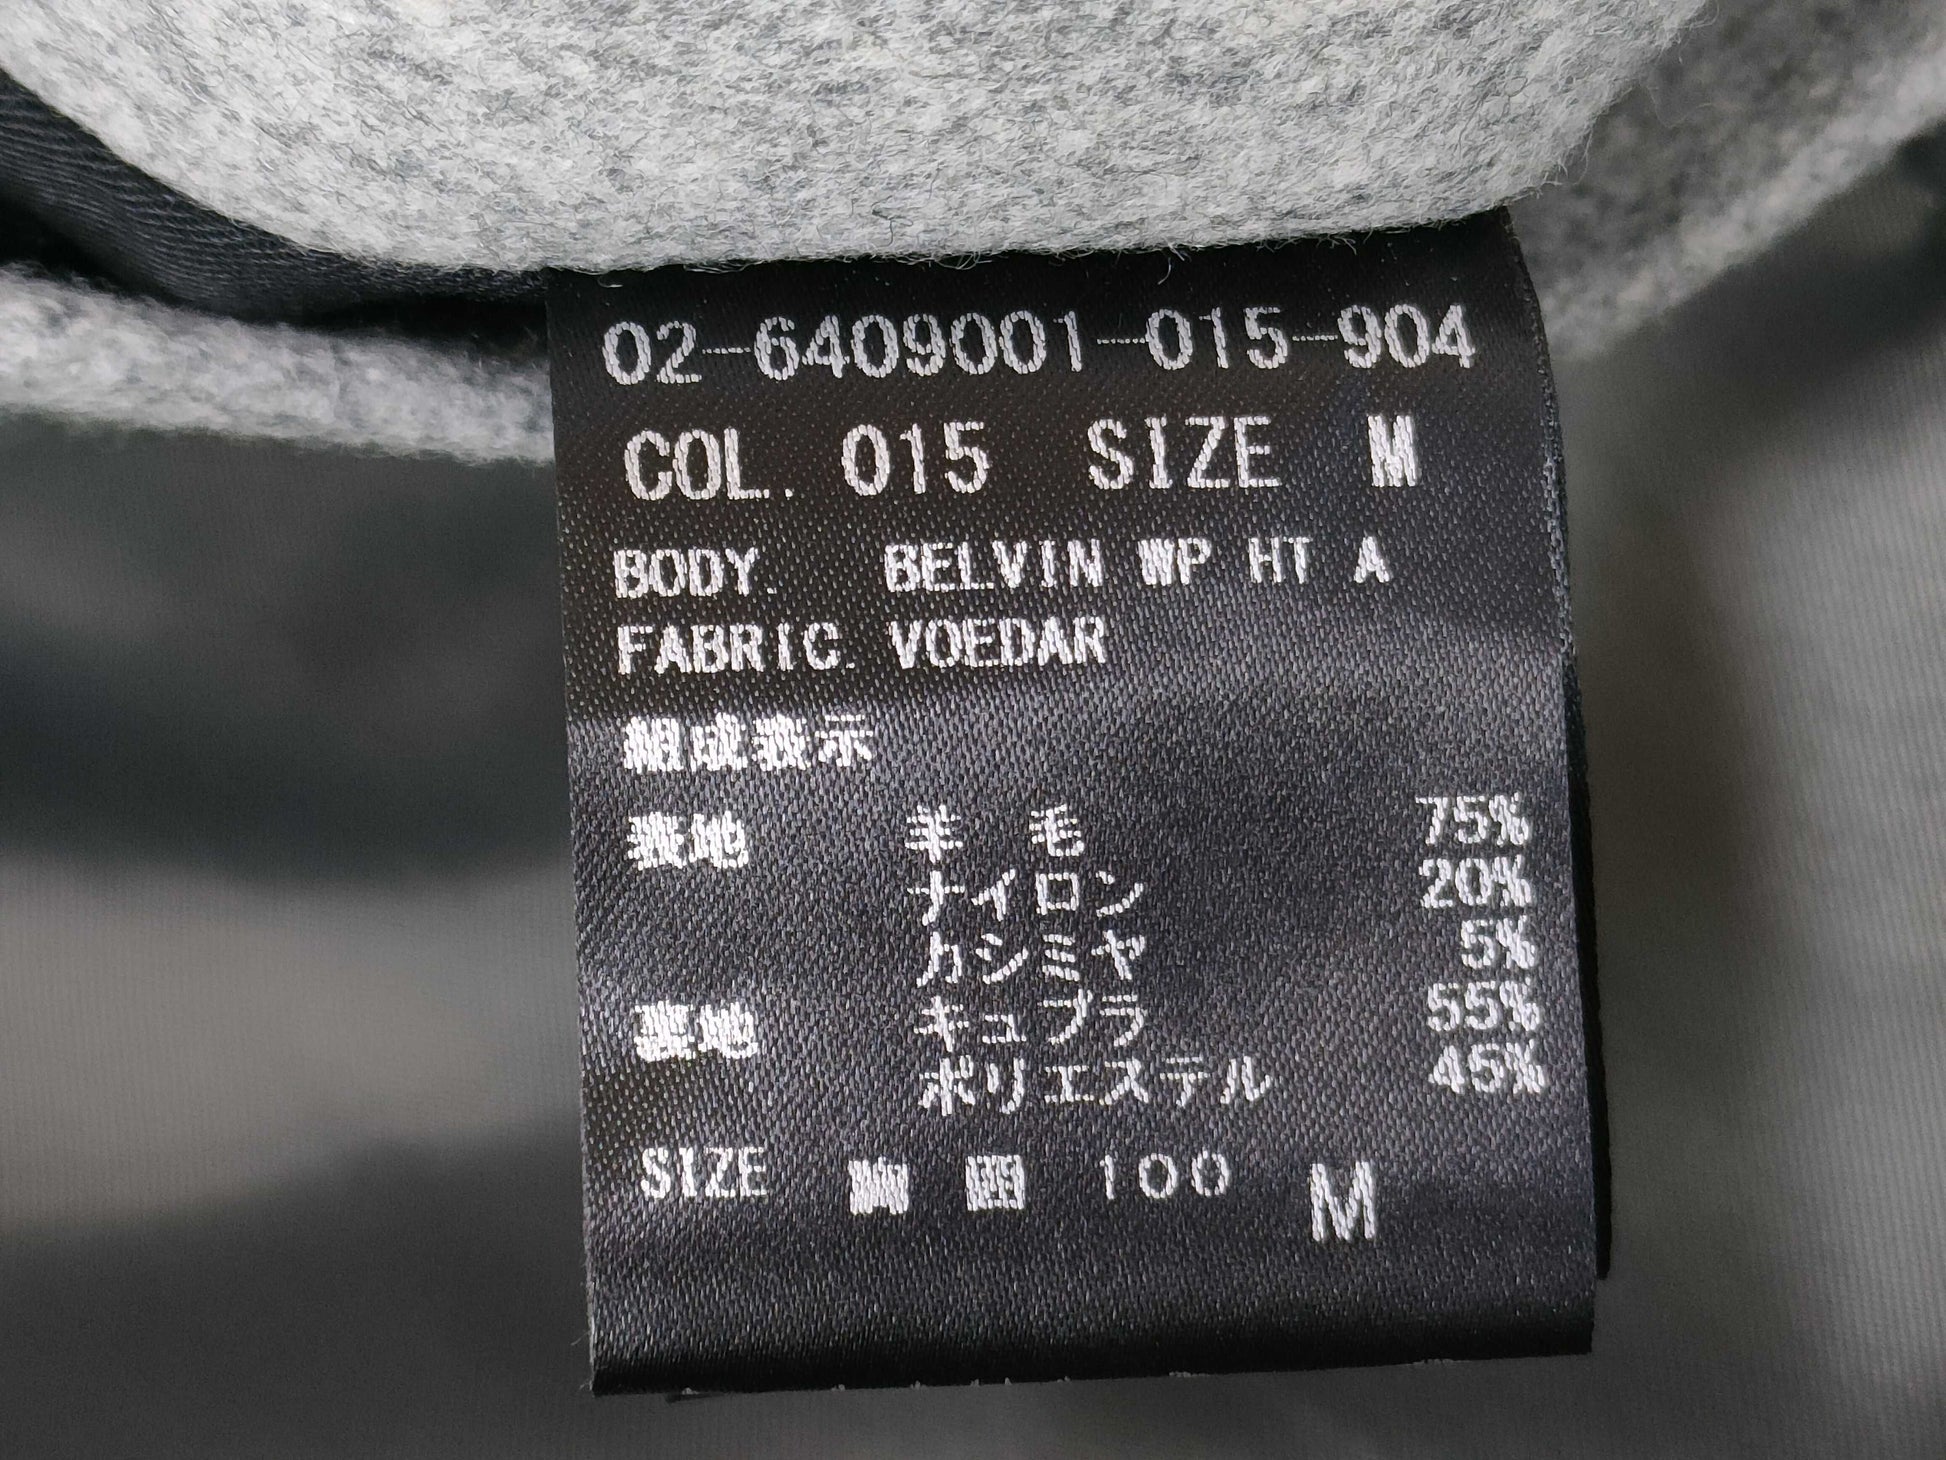 02-6409001-015-904
COL. 015 SIZE M
BODY. BELVIN WP HT A
FABRIC. VOEDAR
組成表示
表地 羊 毛 75%
ナイロン 20%
カシミヤ 5%
裏地 キュプラ 55%
ポリエステル 45%
SIZE 胸 囲 100 M